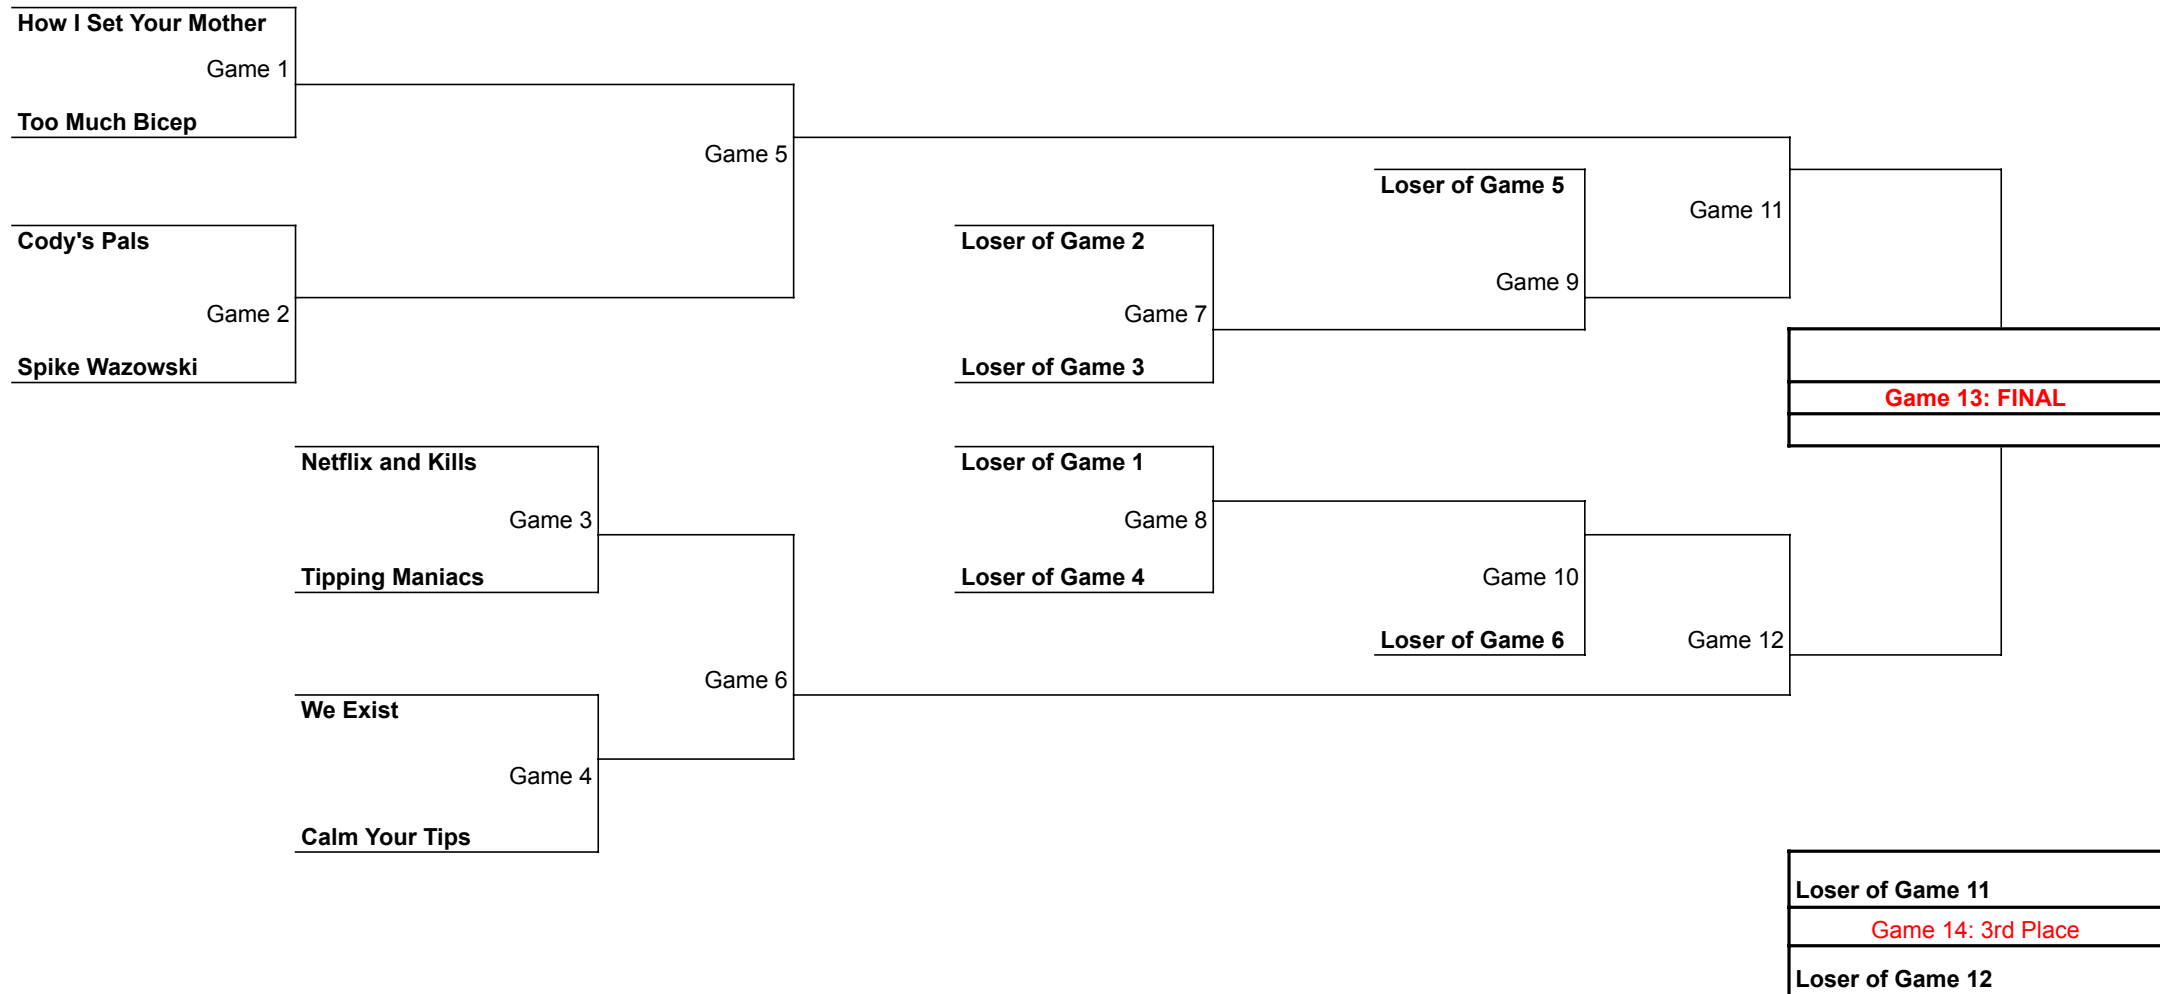 How I Set Your Mother
Game 1
Too Much Bicep
Game 5
Loser of Game 5
Game 11
Cody's Pals
Loser of Game 2
Game 9
Game 2
Game 7
Spike Wazowski
Loser of Game 3
Game 13: FINAL
Netflix and Kills
Loser of Game 1
Game 3
Game 8
Tipping Maniacs
Loser of Game 4
Game 10
Loser of Game 6
Game 12
Game 6
We Exist
Game 4
Calm Your Tips
Loser of Game 11
Game 14: 3rd Place
Loser of Game 12